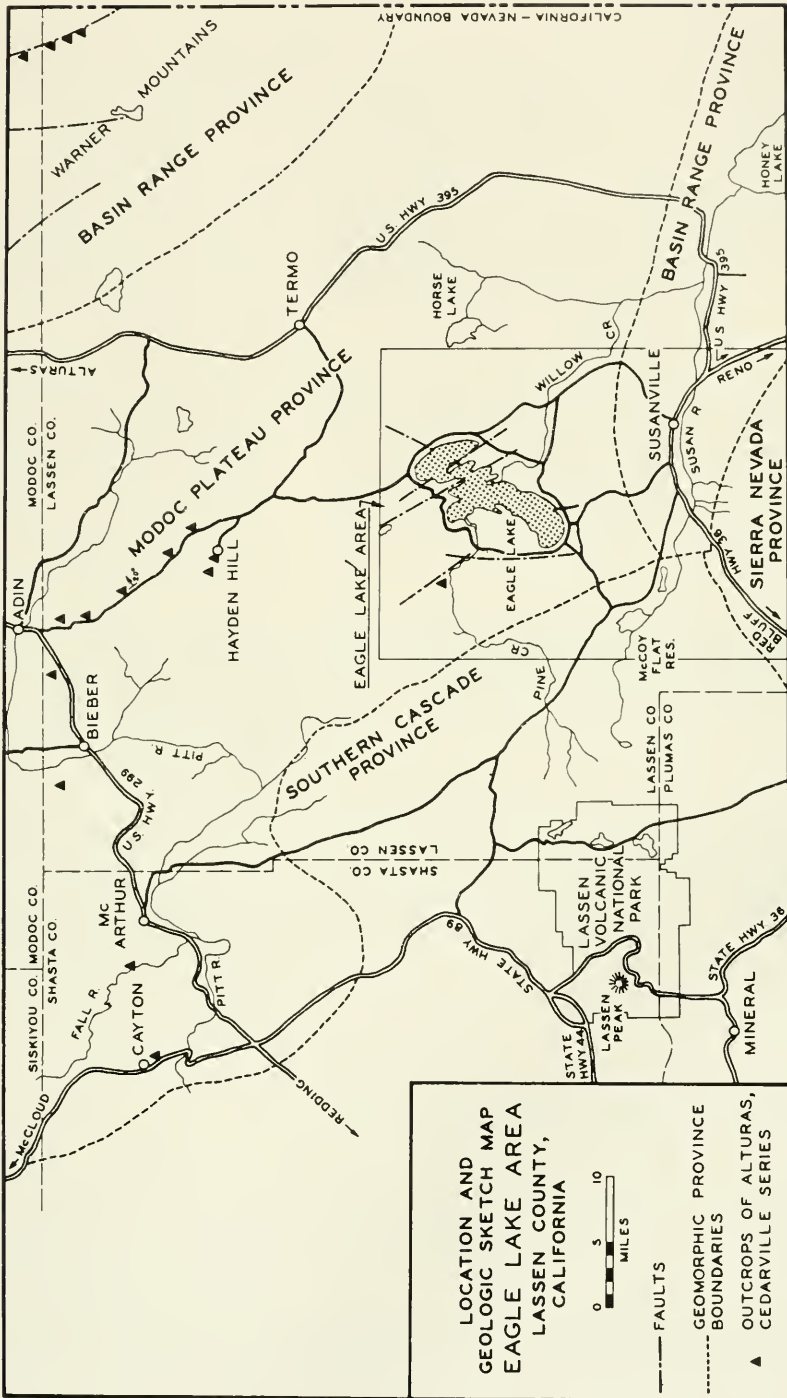 LOCATION AND
GEOLOGIC SKETCH MAP
EAGLE LAKE AREA
LASSEN COUNTY,
CALIFORNIA
0 5 10
MILES
FAULTS
GEOMORPHIC PROVINCE
BOUNDARIES
OUTCROPS OF ALTURAS,
CEDARVILLE SERIES
McCLOUD
SISKIYOU CO.
MODOC CO.
SHASTA CO.
FALL R.
CAYTON
Mc
ARTHUR
PITT R.
REDDING
U.S. HWY.
299
BIEBER
PITT R.
ADIN
MODOC CO.
LASSEN CO.
ALTURAS
20°
HAYDEN HILL
MODOC PLATEAU PROVINCE
TERMO
U.S. HWY 395
WARNER MOUNTAINS
BASIN RANGE PROVINCE
CALIFORNIA - NEVADA BOUNDARY
SOUTHERN CASCADE
PROVINCE
SHASTA CO.
LASSEN CO.
STATE HWY 89
STATE
HWY 44
LASSEN
VOLCANIC
NATIONAL
PARK
LASSEN
PEAK
MINERAL
STATE HWY 36
LASSEN CO
PLUMAS CO
EAGLE LAKE AREA
EAGLE LAKE
PINE CR
McCOY
FLAT
RES.
HORSE
LAKE
WILLOW CR
SUSANVILLE
SUSAN R
HWY 36
RED
BLUFF
SIERRA NEVADA
PROVINCE
RENO
U S HWY 395
BASIN RANGE PROVINCE
HONEY
LAKE